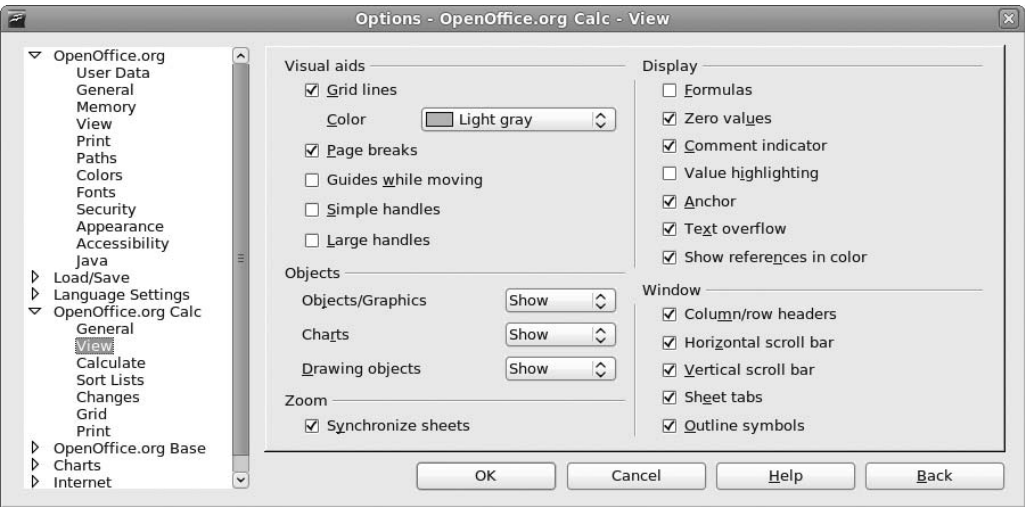 Options - OpenOffice.org Calc - View
OpenOffice.org
User Data
General
Memory
View
Print
Paths
Colors
Fonts
Security
Appearance
Accessibility
Java
Load/Save
Language Settings
OpenOffice.org Calc
General
View
Calculate
Sort Lists
Changes
Grid
Print
OpenOffice.org Base
Charts
Internet
Visual aids
Grid lines
Color Light gray
Page breaks
Guides while moving
Simple handles
Large handles
Objects
Objects/Graphics Show
Charts Show
Drawing objects Show
Zoom
Synchronize sheets
Display
Formulas
Zero values
Comment indicator
Value highlighting
Anchor
Text overflow
Show references in color
Window
Column/row headers
Horizontal scroll bar
Vertical scroll bar
Sheet tabs
Outline symbols
OK Cancel Help Back